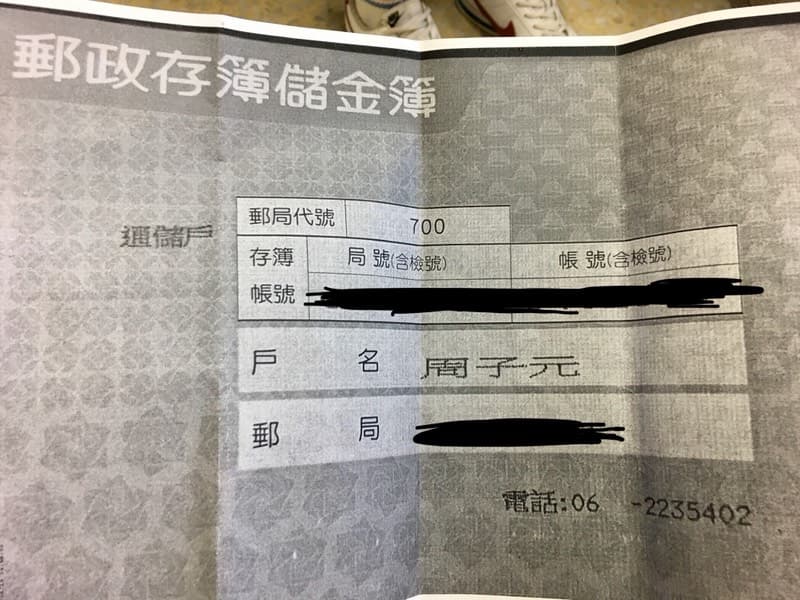 郵政存簿儲金簿
通儲戶
郵局代號 700
存簿 局號(含檢號) 帳號(含檢號)
帳號
戶名 周子元
郵局
電話:06 -2235402